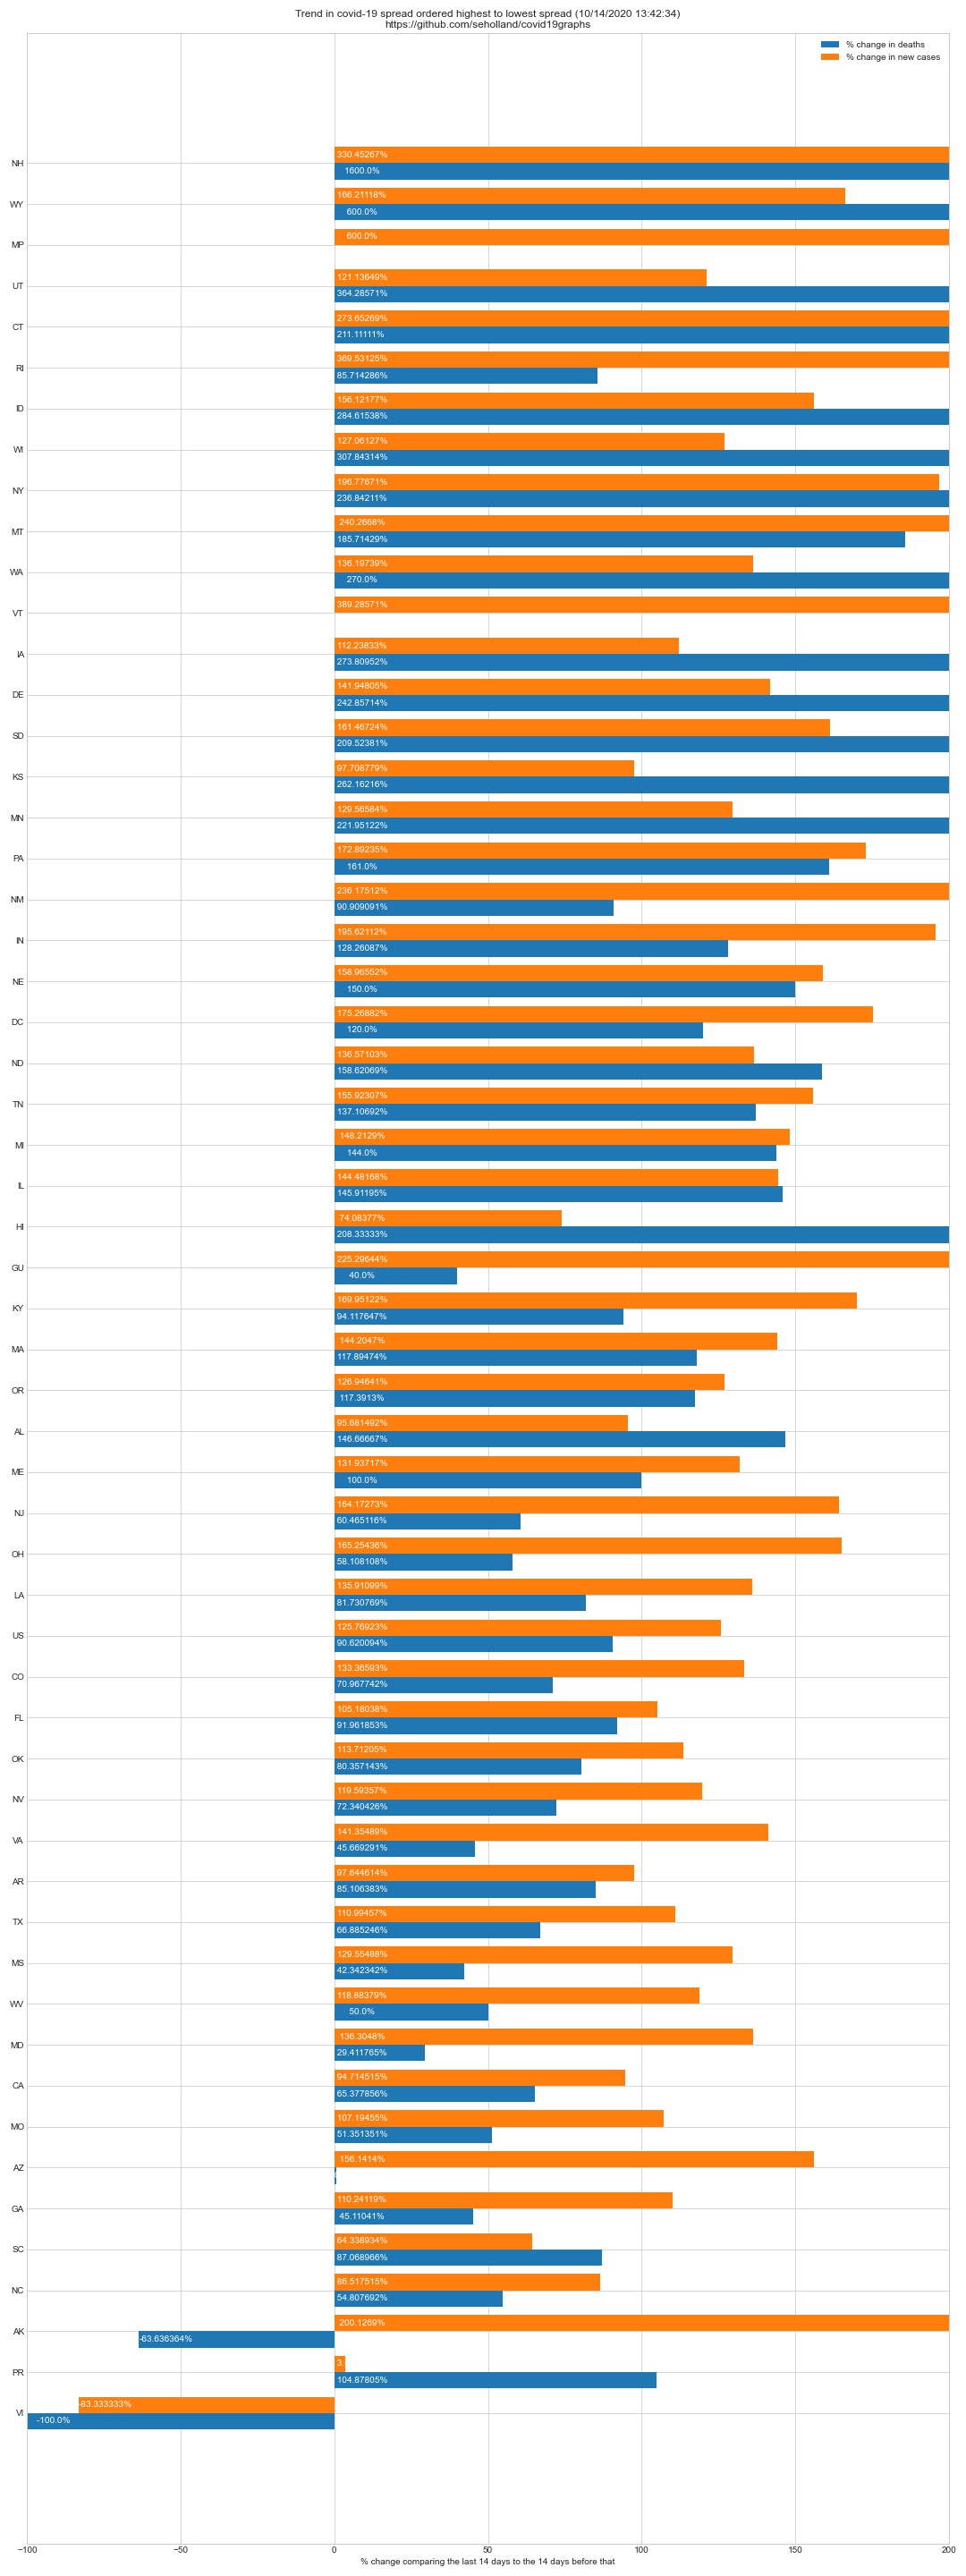 Trend in covid-19 spread ordered highest to lowest spread (10/14/2020 13:42:34)
https://github.com/seholland/covid19graphs
% change in deaths
% change in new cases
NH
330.45267%
1600.0%
WY
166.21118%
600.0%
MP
600.0%
UT
121.13649%
364.28571%
CT
273.65269%
211.11111%
RI
369.53125%
85.714286%
ID
156.12177%
284.61538%
WI
127.06127%
307.84314%
NY
196.77671%
236.84211%
MT
240.2668%
185.71429%
WA
136.19739%
270.0%
VT
389.28571%
IA
112.23833%
273.80952%
DE
141.94805%
242.85714%
SD
161.46724%
209.52381%
KS
97.708779%
262.16216%
MN
129.56584%
221.95122%
PA
172.89235%
161.0%
NM
236.17512%
90.909091%
IN
195.62112%
128.26087%
NE
158.96552%
150.0%
DC
175.26882%
120.0%
ND
136.57103%
158.62069%
TN
155.92307%
137.10692%
MI
148.2129%
144.0%
IL
144.48168%
145.91195%
HI
74.08377%
208.33333%
GU
225.29644%
40.0%
KY
169.95122%
94.117647%
MA
144.2047%
117.89474%
OR
126.94641%
117.3913%
AL
95.681492%
146.66667%
ME
131.93717%
100.0%
NJ
164.17273%
60.465116%
OH
165.25436%
58.108108%
LA
135.91099%
81.730769%
US
125.76923%
90.620094%
CO
133.36593%
70.967742%
FL
105.18038%
91.961853%
OK
113.71205%
80.357143%
NV
119.59357%
72.340426%
VA
141.35489%
45.669291%
AR
97.644614%
85.106383%
TX
110.99457%
66.885246%
MS
129.55488%
42.342342%
WV
118.88379%
50.0%
MD
136.3048%
29.411765%
CA
94.714515%
65.377856%
MO
107.19455%
51.351351%
AZ
156.1414%
GA
110.24119%
45.11041%
SC
64.338934%
87.068966%
NC
86.517515%
54.807692%
AK
200.1269%
-63.636364%
PR
3
104.87805%
VI
-83.333333%
-100.0%
−100 −50 0 50 100 150 200
% change comparing the last 14 days to the 14 days before that